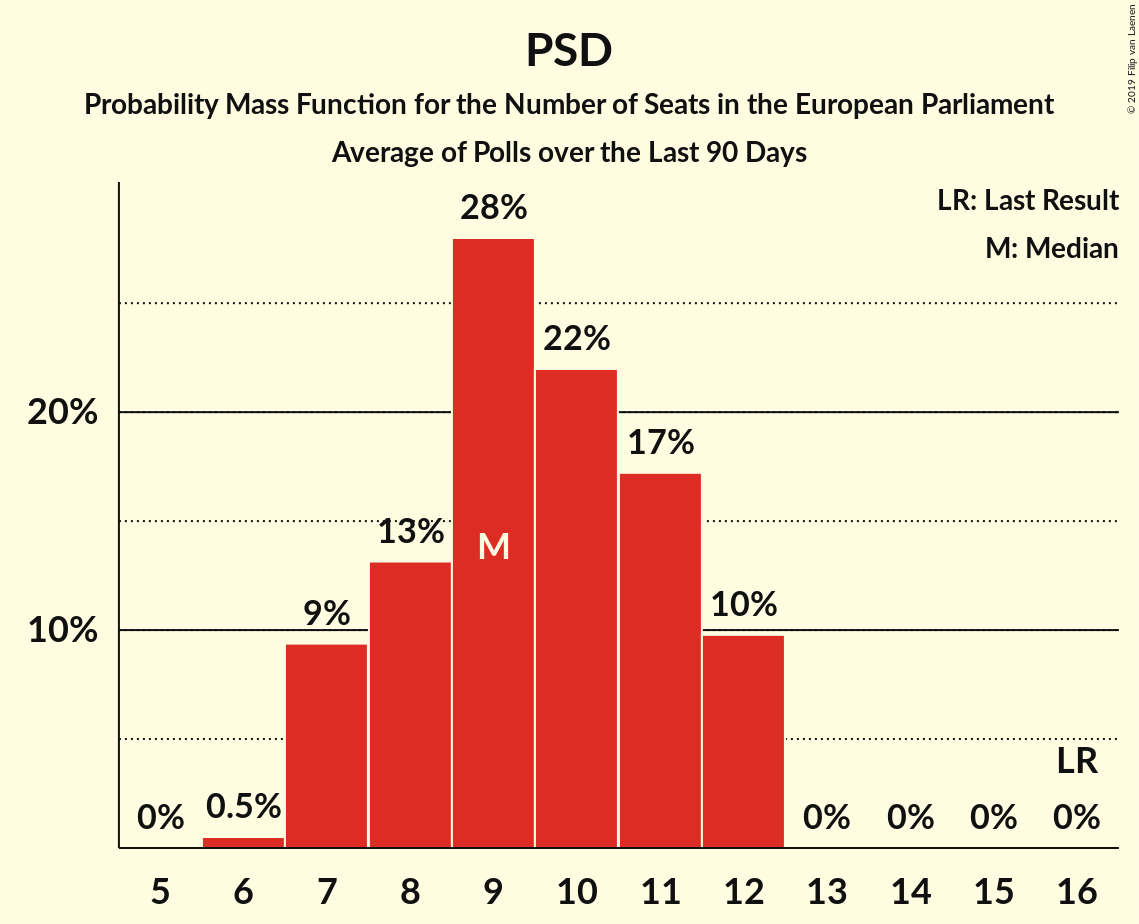 PSD
Probability Mass Function for the Number of Seats in the European Parliament
Average of Polls over the Last 90 Days
© 2019 Filip van Laenen
LR: Last Result
M: Median
28%
22%
20%
17%
13%
M
10%
9%
10%
LR
0%
0.5%
0%
0%
0%
0%
5 6 7 8 9 10 11 12 13 14 15 16